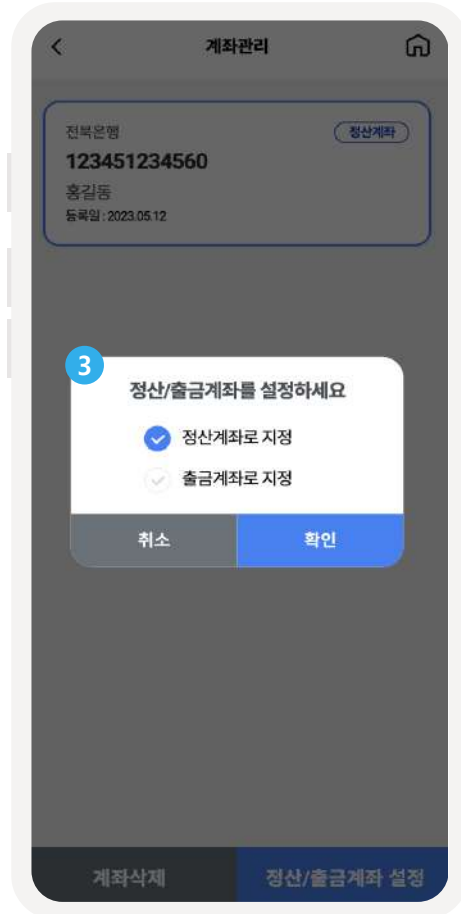 계좌관리
전북은행
정산계좌
123451234560
홍길동
등록일 : 2023.05.12
3
정산/출금계좌를 설정하세요
정산계좌로 지정
출금계좌로 지정
취소
확인
계좌삭제
정산/출금계좌 설정